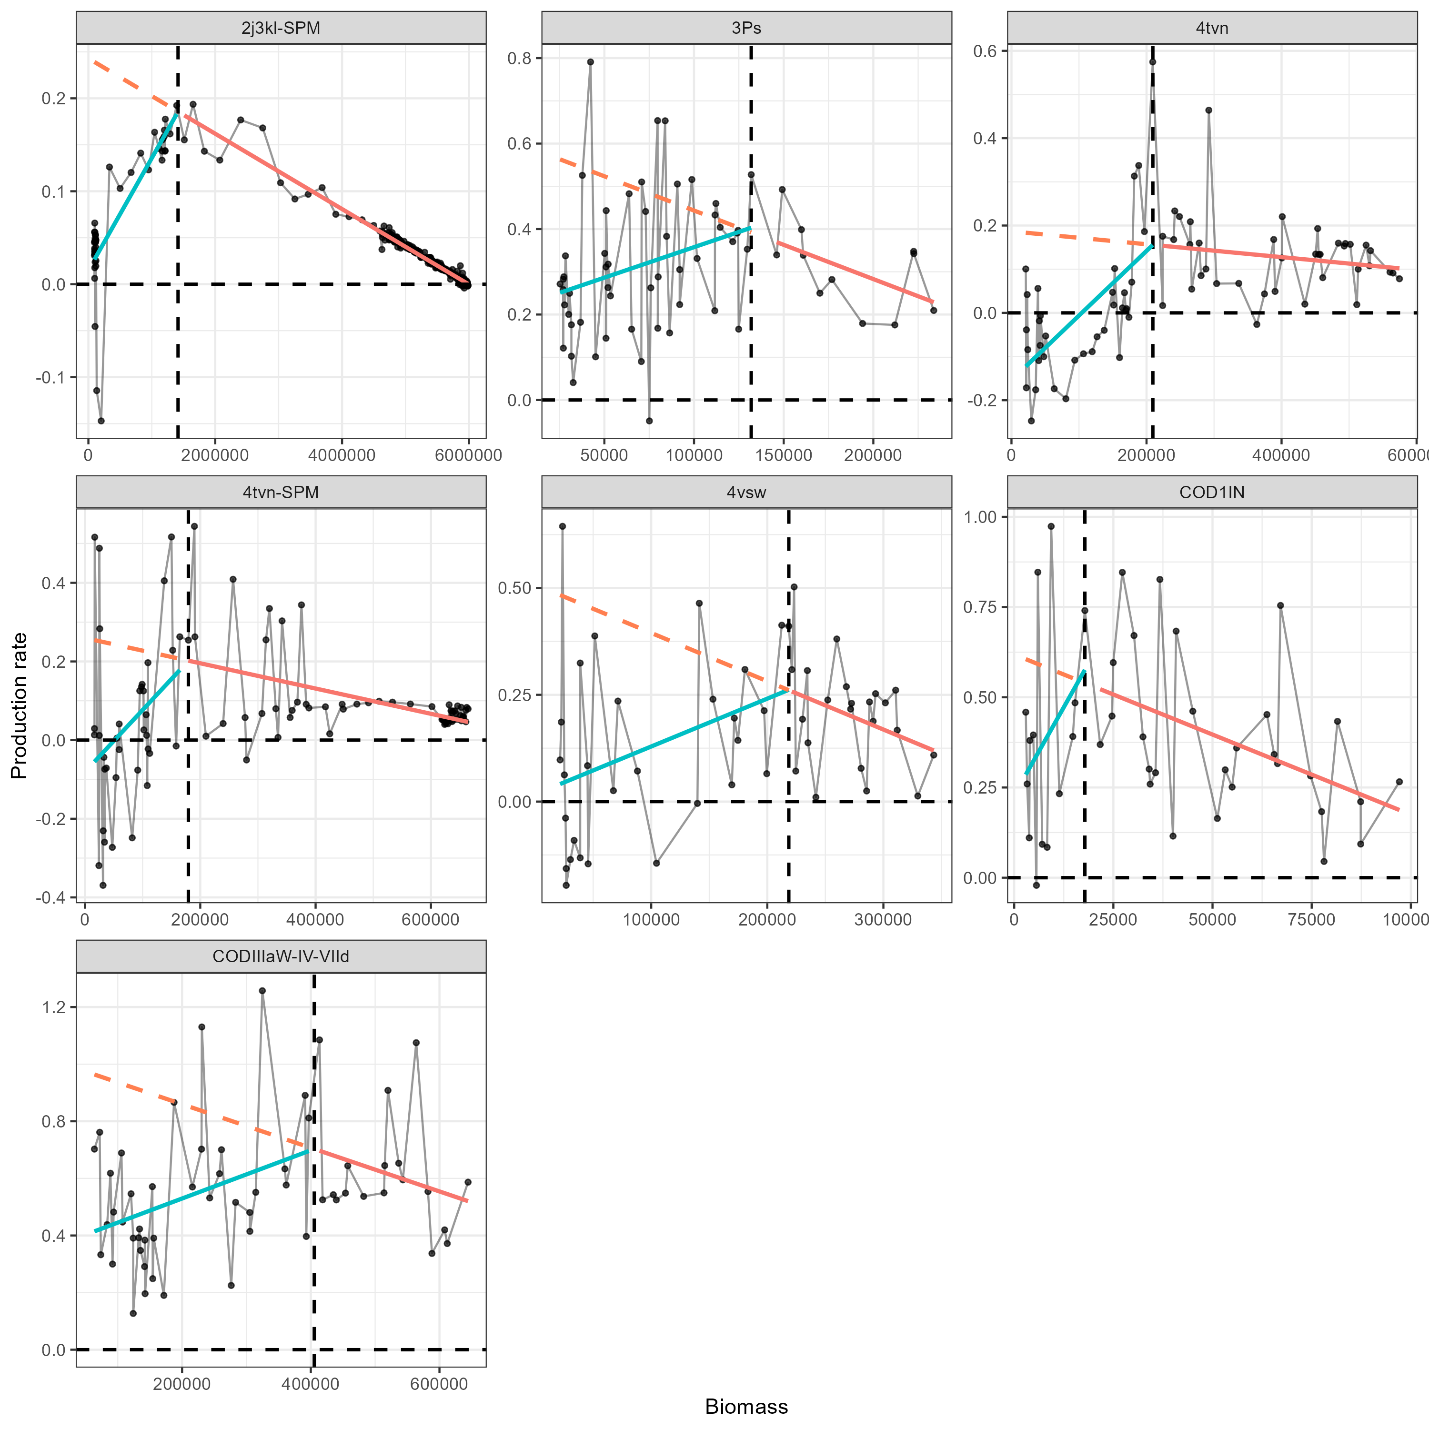 2j3kl-SPM 3Ps 4tvn
0.2 0.8 0.6
0.6 0.4
0.1 0.4 0.2
0.0 0.2 0.0
-0.1 0.0 -0.2
0 2000000 4000000 6000000 50000 100000 150000 200000 0 200000 400000 60000
4tvn-SPM 4vsw COD1IN
1.00
0.4 0.50 0.75
0.2 0.25 0.50
0.0 0.00 0.25
-0.2 0.00
-0.4
0 200000 400000 600000 100000 200000 300000 0 25000 50000 75000 10000
Production rate
CODIIIaW-IV-VIId
1.2
0.8
0.4
0.0
200000 400000 600000
Biomass